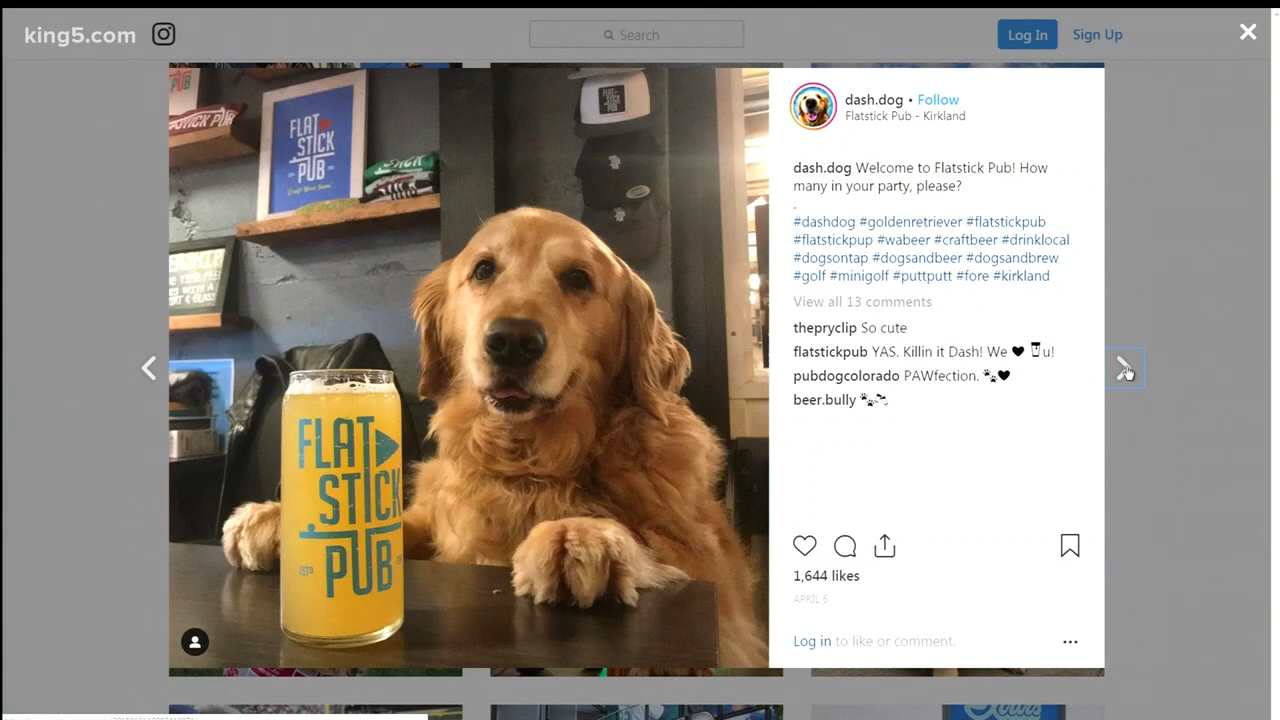 king5.com
Search
Log In
Sign Up
dash.dog • Follow
Flatstick Pub - Kirkland
dash.dog Welcome to Flatstick Pub! How
many in your party, please?
.
#dashdog #goldenretriever #flatstickpub
#flatstickpup #wabeer #craftbeer #drinklocal
#dogsontap #dogsandbeer #dogsandbrew
#golf #minigolf #puttputt #fore #kirkland
View all 13 comments
thepryclip So cute
flatstickpub YAS. Killin it Dash! We ♥ u!
pubdogcolorado PAWfection. 🐾♥
beer.bully 🐾
1,644 likes
APRIL 6
Log in to like or comment.
FLAT
STICK
PUB
STICK PUB
FLAT
STICK
PUB
ESTD